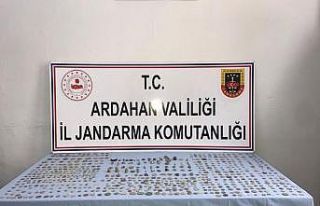 T.C.
ARDAHAN VALİLİĞİ
İL JANDARMA KOMUTANLIĞI